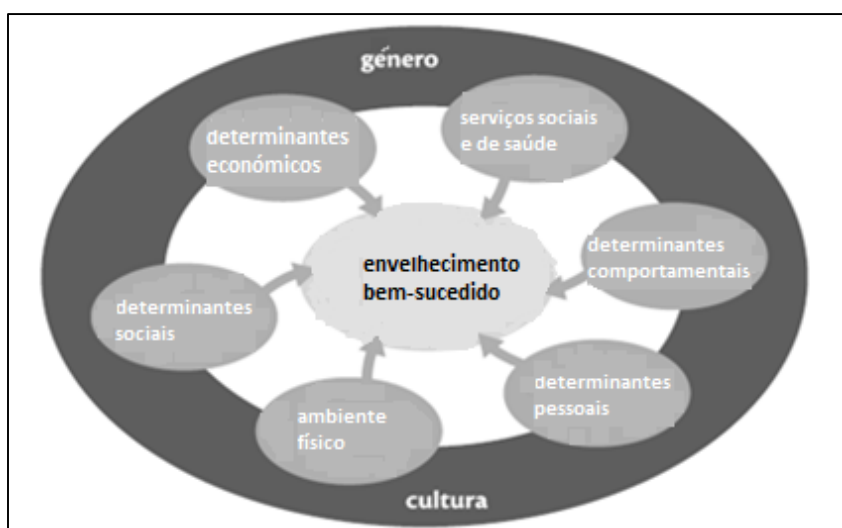 género
determinantes
económicos
serviços sociais
e de saúde
determinantes
comportamentais
envelhecimento
bem-sucedido
determinantes
sociais
determinantes
pessoais
ambiente
físico
cultura